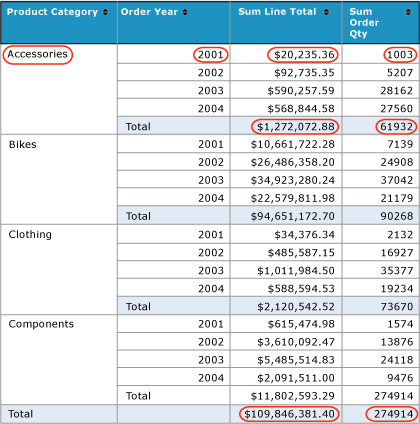 Product Category Order Year Sum Line Total Sum Order Qty
Accessories 2001 $20,235.36 1003
2002 $92,735.35 5207
2003 $590,257.59 28162
2004 $568,844.58 27560
Total $1,272,072.88 61932
Bikes 2001 $10,661,722.28 7139
2002 $26,486,358.20 24908
2003 $34,923,280.24 37042
2004 $22,579,811.98 21179
Total $94,651,172.70 90268
Clothing 2001 $34,376.34 2132
2002 $485,587.15 16927
2003 $1,011,984.50 35377
2004 $588,594.53 19234
Total $2,120,542.52 73670
Components 2001 $615,474.98 1574
2002 $3,610,092.47 13876
2003 $5,485,514.83 24118
2004 $2,091,511.00 9476
Total $11,802,593.29 274914
Total $109,846,381.40 274914